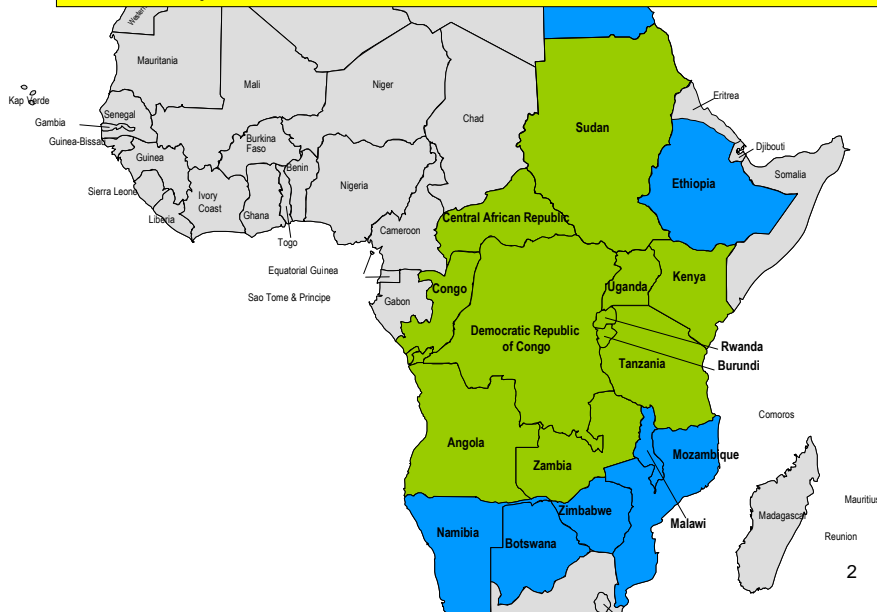 Western
Mauritania
Mali
Niger
Kap Verde
Chad
Eritrea
Senegal
Gambia
Sudan
Guinea-Bissau
Burkina
Faso
Djibouti
Guinea
Benin
Somalia
Nigeria
Ethiopia
Sierra Leone
Ivory
Coast
Ghana
Liberia
Central African Republic
Cameroon
Togo
Equatorial Guinea
Kenya
Congo
Uganda
Sao Tome & Principe
Gabon
Democratic Republic
of Congo
Rwanda
Burundi
Tanzania
Comoros
Angola
Mozambique
Zambia
Mauritius
Zimbabwe
Madagascar
Malawi
Namibia
Botswana
Reunion
2